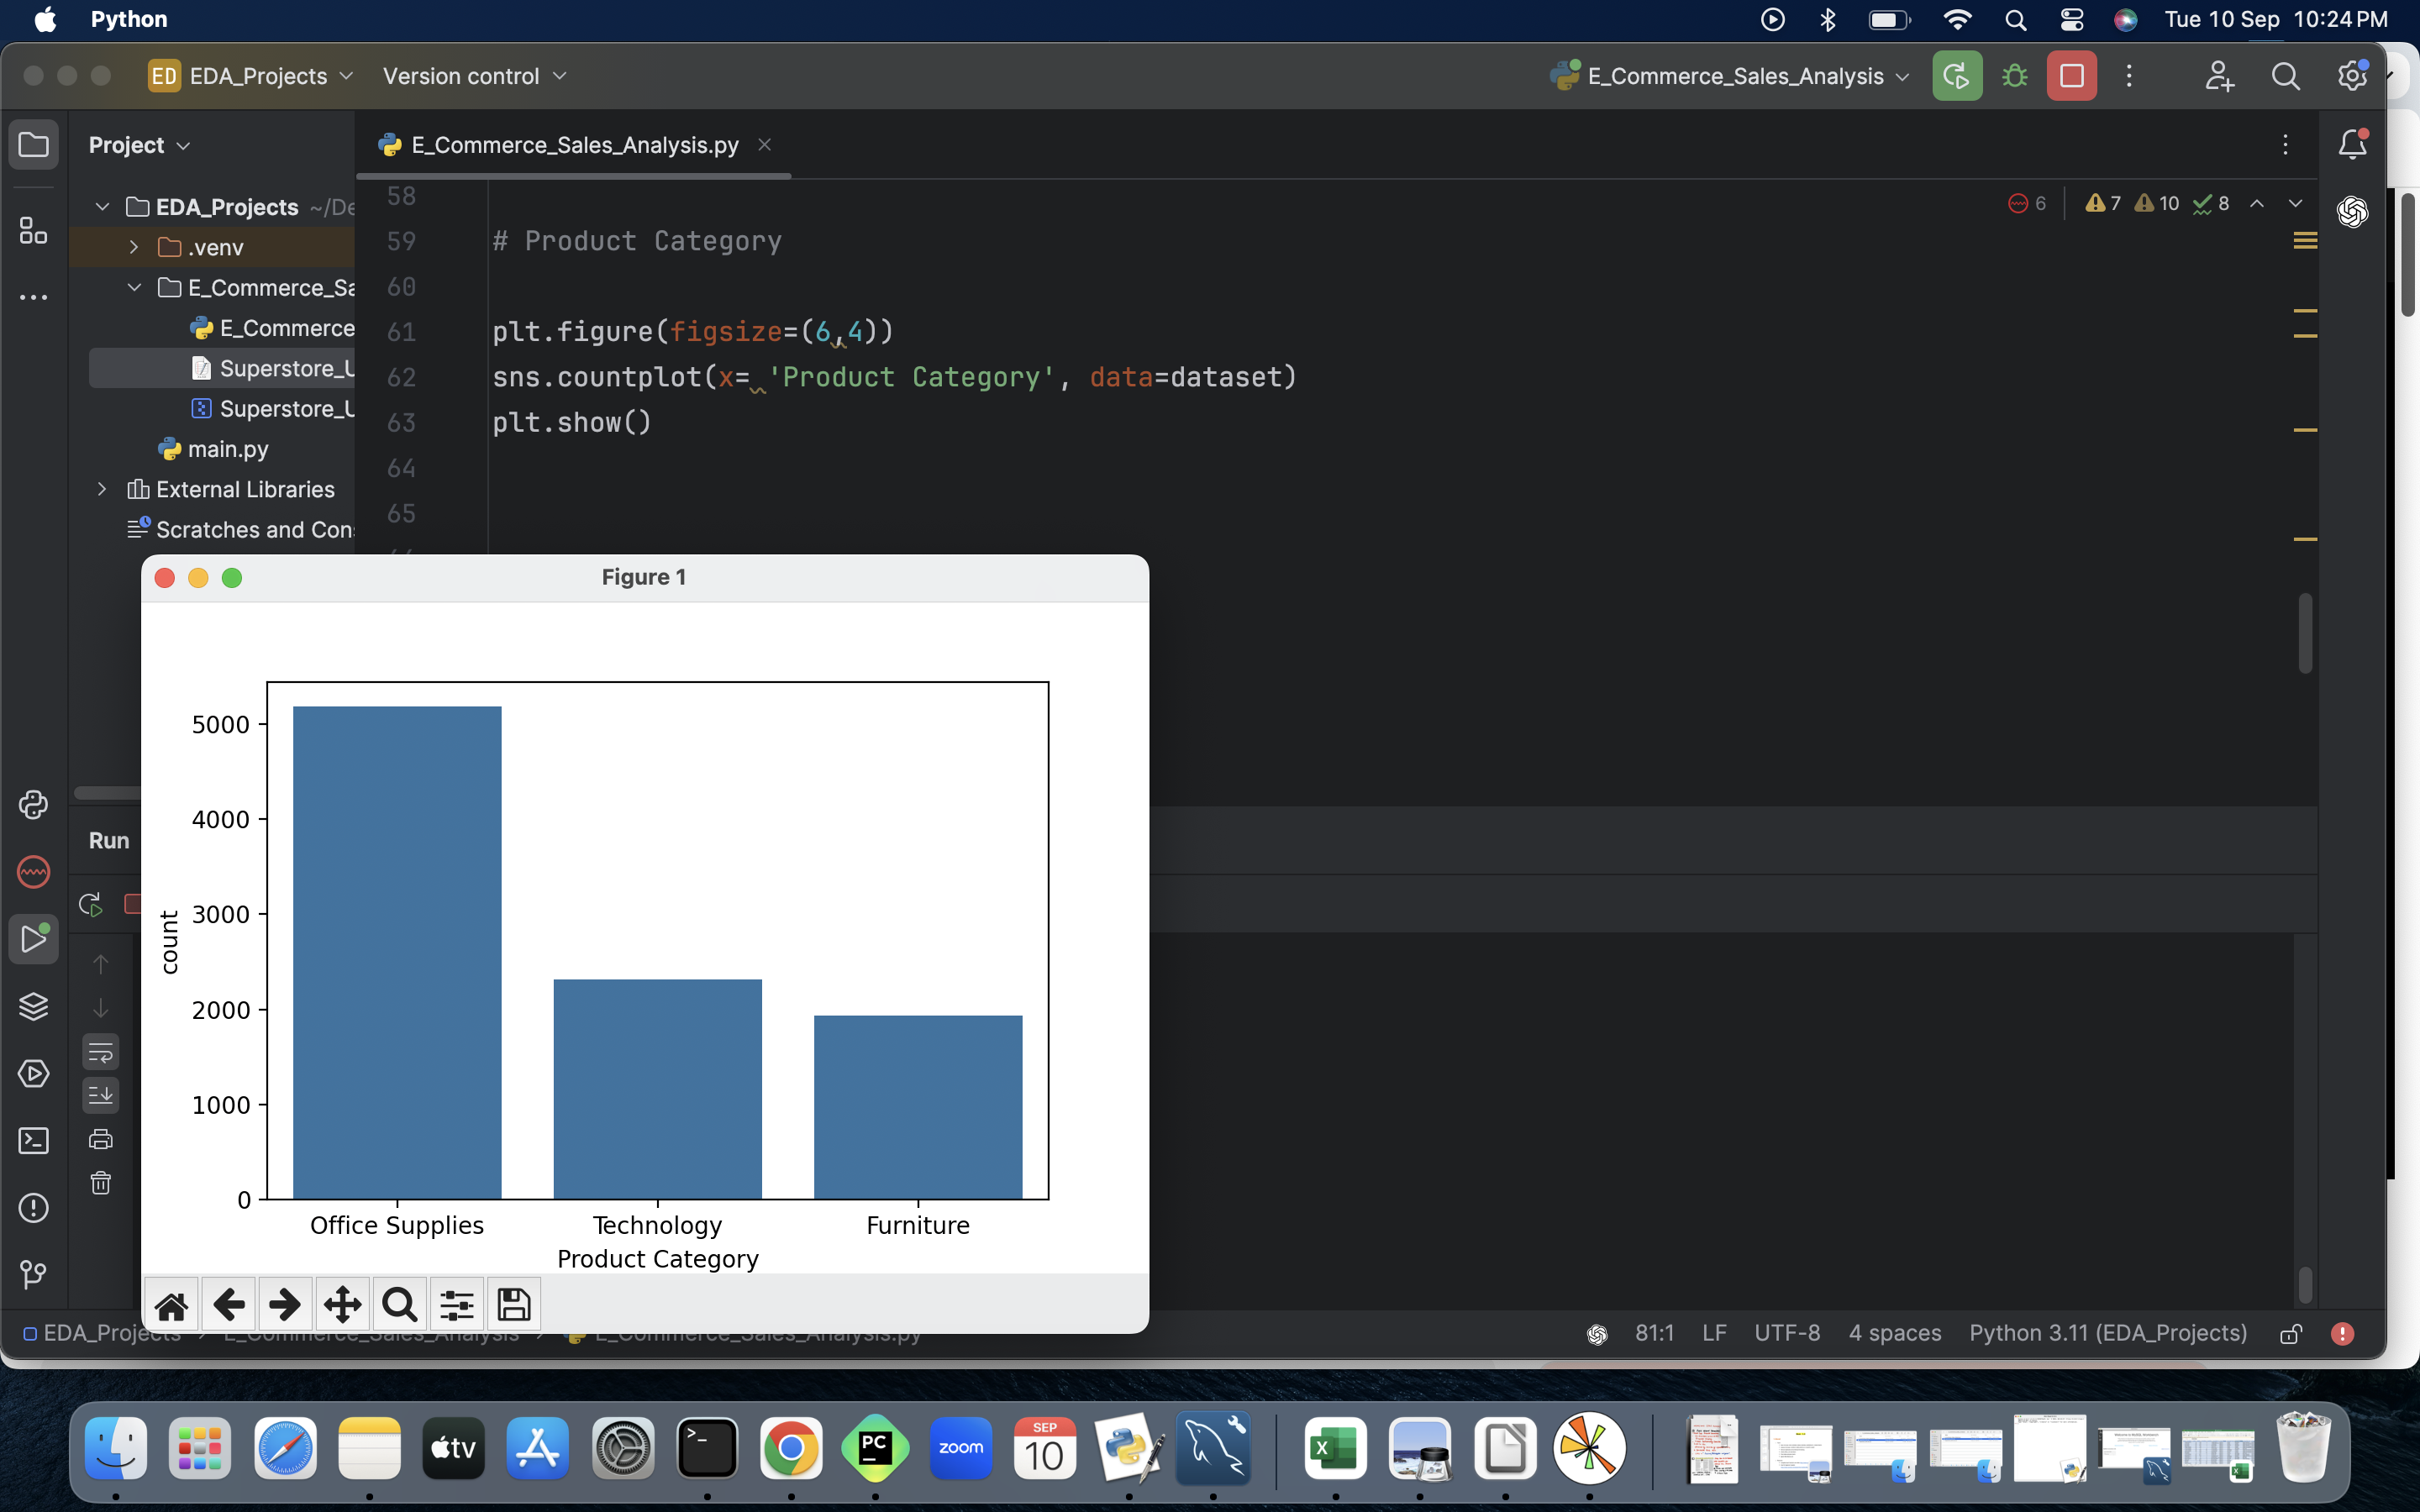 Python
Tue 10 Sep 10:24 PM
ED EDA_Projects Version control
E_Commerce_Sales_Analysis
Project
E_Commerce_Sales_Analysis.py
EDA_Projects ~/De
.venv
E_Commerce_Sa
E_Commerce
Superstore_U
Superstore_U
main.py
External Libraries
Scratches and Con
6 7 10 8
58
59 # Product Category
60
61 plt.figure(figsize=(6,4))
62 sns.countplot(x= 'Product Category', data=dataset)
63 plt.show()
64
65
Figure 1
5000
4000
3000
2000
1000
0
count
Office Supplies Technology Furniture
Product Category
Run
EDA_Projects E_Commerce_Sales_Analysis E_Commerce_Sales_Analysis.py
81:1 LF UTF-8 4 spaces Python 3.11 (EDA_Projects)
tv
>_
PC
zoom
SEP
10
X